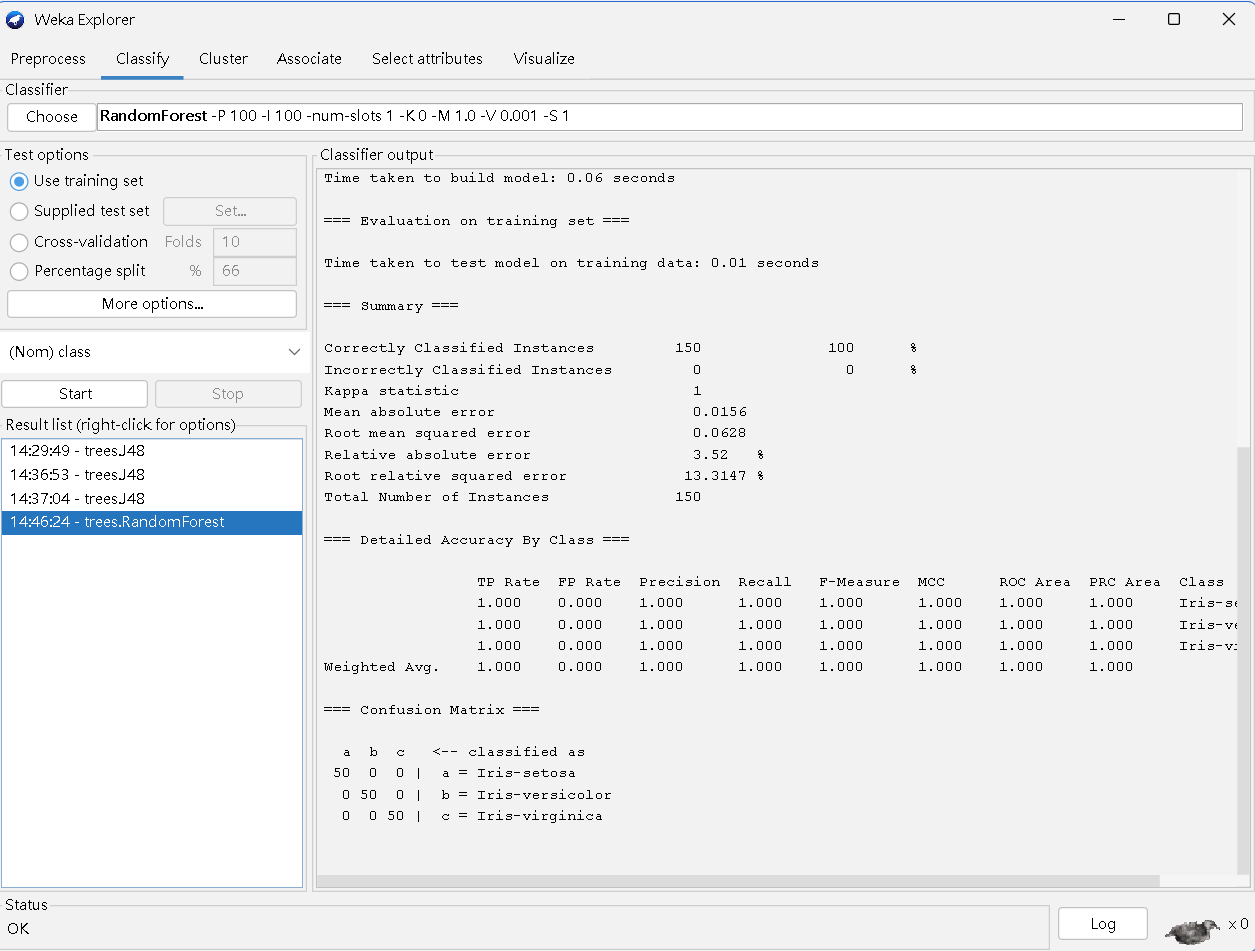 Weka Explorer
Preprocess Classify Cluster Associate Select attributes Visualize
Classifier
Choose RandomForest -P 100 -I 100 -num-slots 1 -K 0 -M 1.0 -V 0.001 -S 1
Test options
Use training set
Supplied test set Set...
Cross-validation Folds 10
Percentage split % 66
More options...
(Nom) class
Start Stop
Result list (right-click for options)
14:29:49 - trees.J48
14:36:53 - trees.J48
14:37:04 - trees.J48
14:46:24 - trees.RandomForest
Classifier output
Time taken to build model: 0.06 seconds
=== Evaluation on training set ===
Time taken to test model on training data: 0.01 seconds
=== Summary ===
Correctly Classified Instances 150 100 %
Incorrectly Classified Instances 0 0 %
Kappa statistic 1
Mean absolute error 0.0156
Root mean squared error 0.0628
Relative absolute error 3.52 %
Root relative squared error 13.3147 %
Total Number of Instances 150
=== Detailed Accuracy By Class ===
TP Rate FP Rate Precision Recall F-Measure MCC ROC Area PRC Area Class
1.000 0.000 1.000 1.000 1.000 1.000 1.000 1.000 Iris-se
1.000 0.000 1.000 1.000 1.000 1.000 1.000 1.000 Iris-ve
1.000 0.000 1.000 1.000 1.000 1.000 1.000 1.000 Iris-vi
Weighted Avg. 1.000 0.000 1.000 1.000 1.000 1.000 1.000 1.000
=== Confusion Matrix ===
a b c <-- classified as
50 0 0 | a = Iris-setosa
0 50 0 | b = Iris-versicolor
0 0 50 | c = Iris-virginica
Status
OK
Log x 0